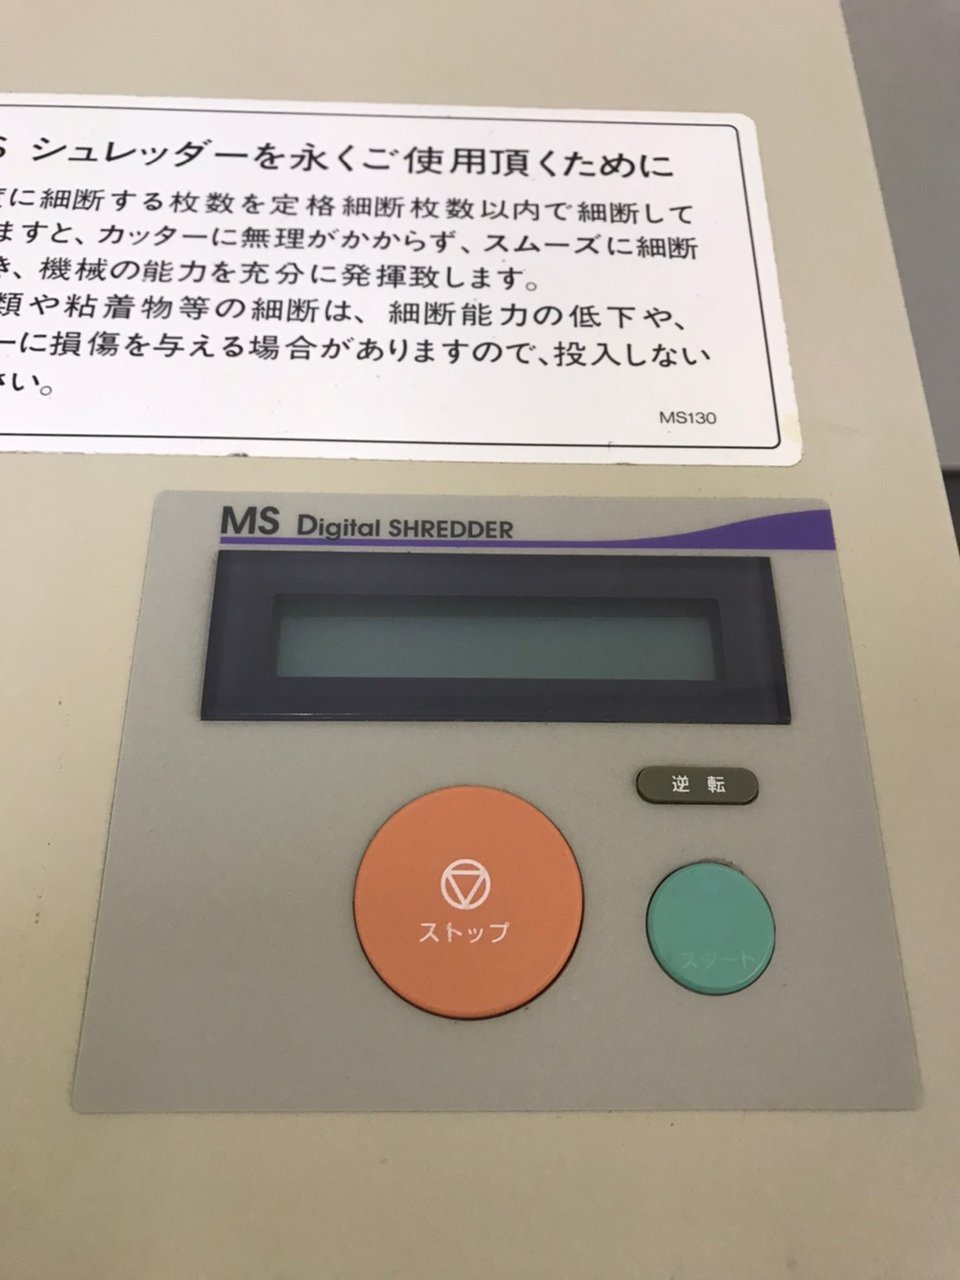 シュレッダーを永くご使用頂くために
に細断する枚数を定格細断枚数以内で細断して
ますと、カッターに無理がかからず、スムーズに細断
き、機械の能力を充分に発揮致します。
類や粘着物等の細断は、細断能力の低下や、
ーに損傷を与える場合がありますので、投入しない
さい。
MS130
MS Digital SHREDDER
逆転
ストップ
スタート